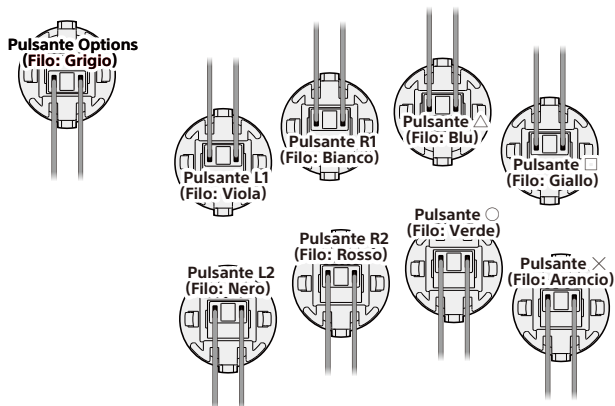 Pulsante Options
(Filo: Grigio)
Pulsante L1
(Filo: Viola)
Pulsante R1
(Filo: Bianco)
Pulsante △
(Filo: Blu)
Pulsante □
(Filo: Giallo)
Pulsante L2
(Filo: Nero)
Pulsante R2
(Filo: Rosso)
Pulsante ○
(Filo: Verde)
Pulsante ×
(Filo: Arancio)